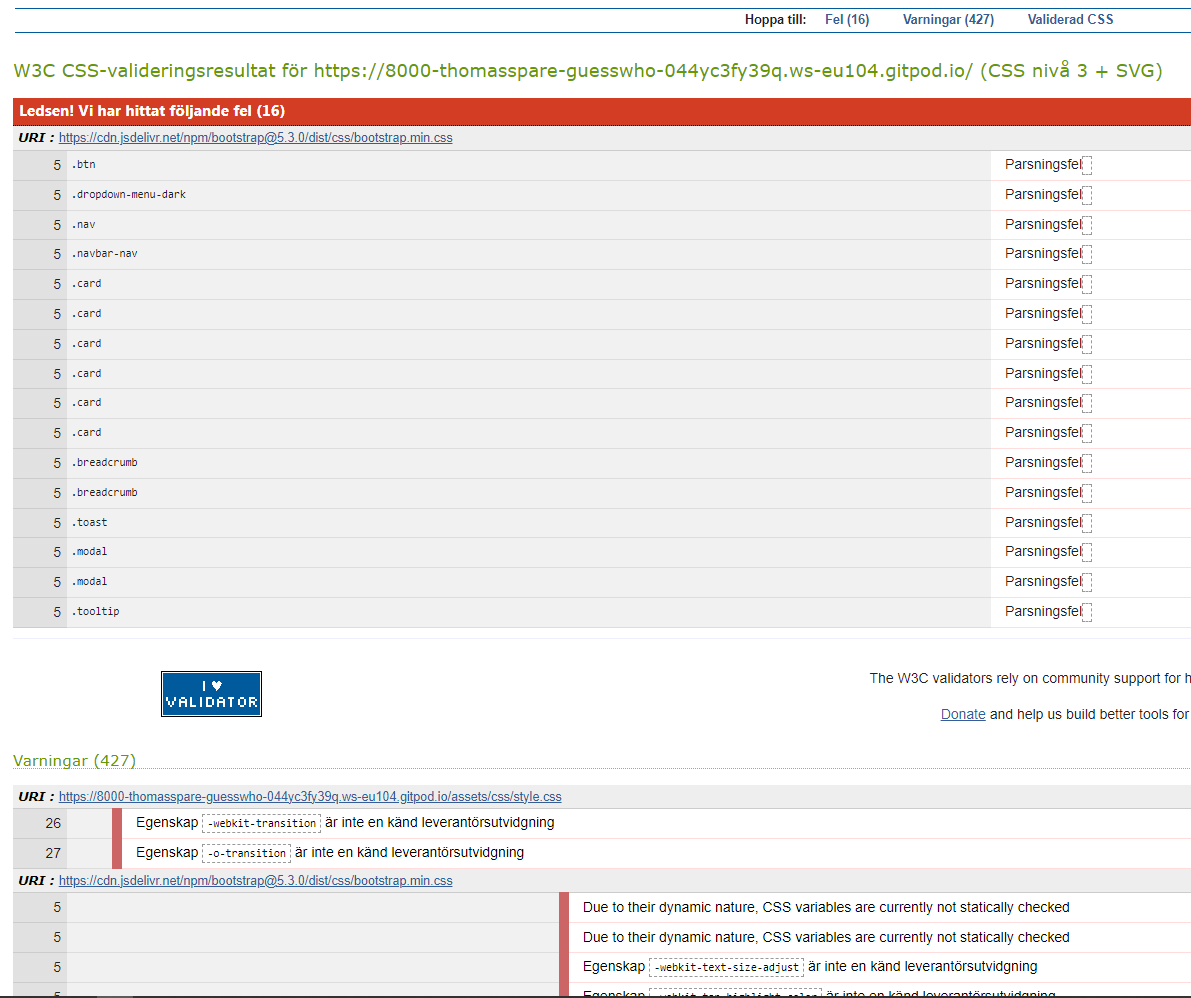 Hoppa till: Fel (16) Varningar (427) Validerad CSS
W3C CSS-valideringsresultat för https://8000-thomasspare-guesswho-044yc3fy39q.ws-eu104.gitpod.io/ (CSS nivå 3 + SVG)
Ledsen! Vi har hittat följande fel (16)
URI : https://cdn.jsdelivr.net/npm/bootstrap@5.3.0/dist/css/bootstrap.min.css
5 .btn Parsningsfel
5 .dropdown-menu-dark Parsningsfel
5 .nav Parsningsfel
5 .navbar-nav Parsningsfel
5 .card Parsningsfel
5 .card Parsningsfel
5 .card Parsningsfel
5 .card Parsningsfel
5 .card Parsningsfel
5 .card Parsningsfel
5 .breadcrumb Parsningsfel
5 .breadcrumb Parsningsfel
5 .toast Parsningsfel
5 .modal Parsningsfel
5 .modal Parsningsfel
5 .tooltip Parsningsfel
I ♥
VALIDATOR
The W3C validators rely on community support for h
Donate and help us build better tools for
Varningar (427)
URI : https://8000-thomasspare-guesswho-044yc3fy39q.ws-eu104.gitpod.io/assets/css/style.css
26 Egenskap -webkit-transition är inte en känd leverantörsutvidgning
27 Egenskap -o-transition är inte en känd leverantörsutvidgning
URI : https://cdn.jsdelivr.net/npm/bootstrap@5.3.0/dist/css/bootstrap.min.css
5 Due to their dynamic nature, CSS variables are currently not statically checked
5 Due to their dynamic nature, CSS variables are currently not statically checked
5 Egenskap -webkit-text-size-adjust är inte en känd leverantörsutvidgning
5 Egenskap -webkit-tap-highlight-color är inte en känd leverantörsutvidgning